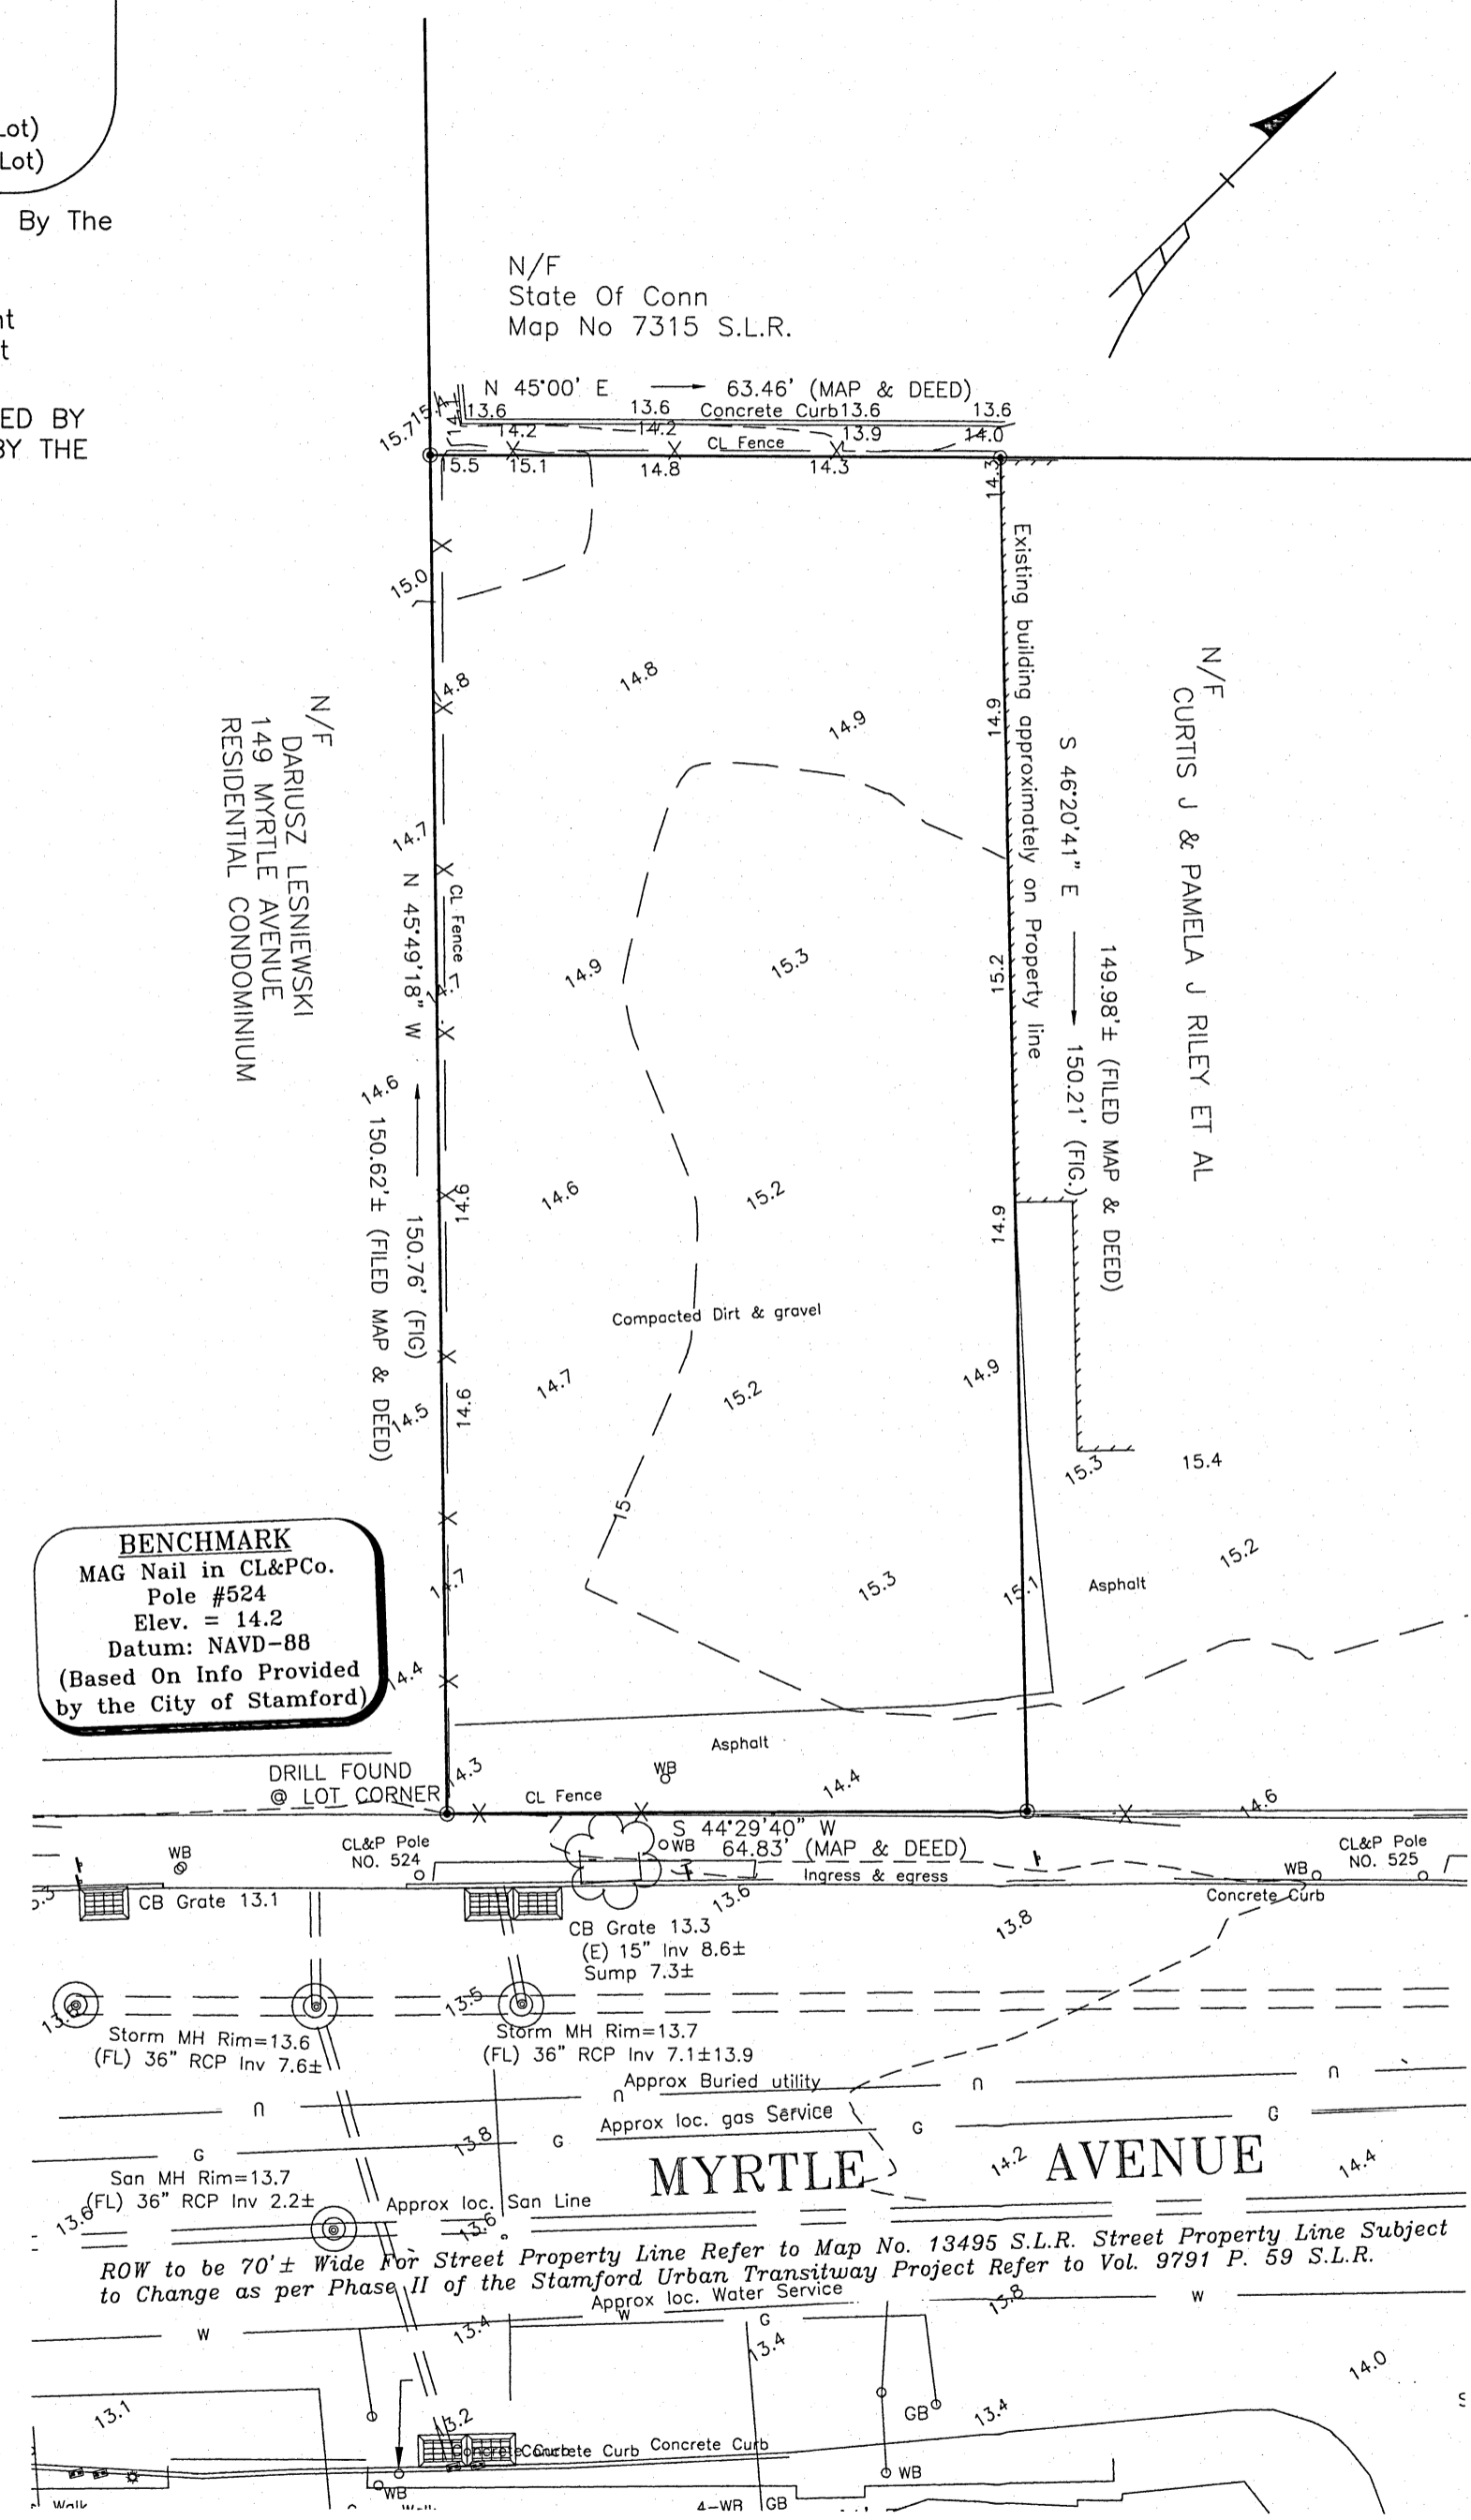 Lot)
Lot)
By The
t
ED BY
BY THE
N/F
State Of Conn
Map No 7315 S.L.R.
N 45°00' E 63.46' (MAP & DEED)
13.6 13.6 Concrete Curb 13.6 13.6
14.2 14.2 13.9 14.0
CL Fence
15.7
15.5 15.1 14.8 14.3
14.3
15.0
14.8 14.8
14.9
14.9
Existing building approximately on Property line
S 46°20'41" E 150.21' (FIG.)
149.98'± (FILED MAP & DEED)
N/F
CURTIS J & PAMELA J RILEY ET AL
N/F
DARIUSZ LESNIEWSKI
149 MYRTLE AVENUE
RESIDENTIAL CONDOMINIUM
14.7
CL Fence
N 45°49'18" W 150.76' (FIG)
150.62'± (FILED MAP & DEED)
14.9 15.3 15.2
14.6
14.6 14.6 15.2 14.9
Compacted Dirt & gravel
14.7 15.2 14.9
14.5 14.6
15.3 15.4
15
BENCHMARK
MAG Nail in CL&PCo.
Pole #524
Elev. = 14.2
Datum: NAVD-88
(Based On Info Provided
by the City of Stamford)
14.7 15.3 15.1 Asphalt 15.2
14.4
Asphalt
DRILL FOUND
@ LOT CORNER
14.3 WB 14.4
CL Fence
14.6
S 44°29'40" W
64.83' (MAP & DEED)
WB
CL&P Pole
NO. 524
WB
Ingress & egress
WB
CL&P Pole
NO. 525
Concrete Curb
CB Grate 13.1
13.6
13.8
CB Grate 13.3
(E) 15" Inv 8.6±
Sump 7.3±
13.5
Storm MH Rim=13.6
(FL) 36" RCP Inv 7.6±
Storm MH Rim=13.7
(FL) 36" RCP Inv 7.1±13.9
Approx Buried utility
Approx loc. gas Service
G G G G
13.8
MYRTLE AVENUE
14.2 14.4
San MH Rim=13.7
(FL) 36" RCP Inv 2.2±
13.6
Approx loc. San Line
13.6
ROW to be 70'± Wide For Street Property Line Refer to Map No. 13495 S.L.R. Street Property Line Subject
to Change as per Phase II of the Stamford Urban Transitway Project Refer to Vol. 9791 P. 59 S.L.R.
Approx loc. Water Service
W W G W
13.8
13.4 13.4
14.0
13.1 13.2 GB 13.4
Concrete Curb Concrete Curb
WB WB
Walk 4-WB GB